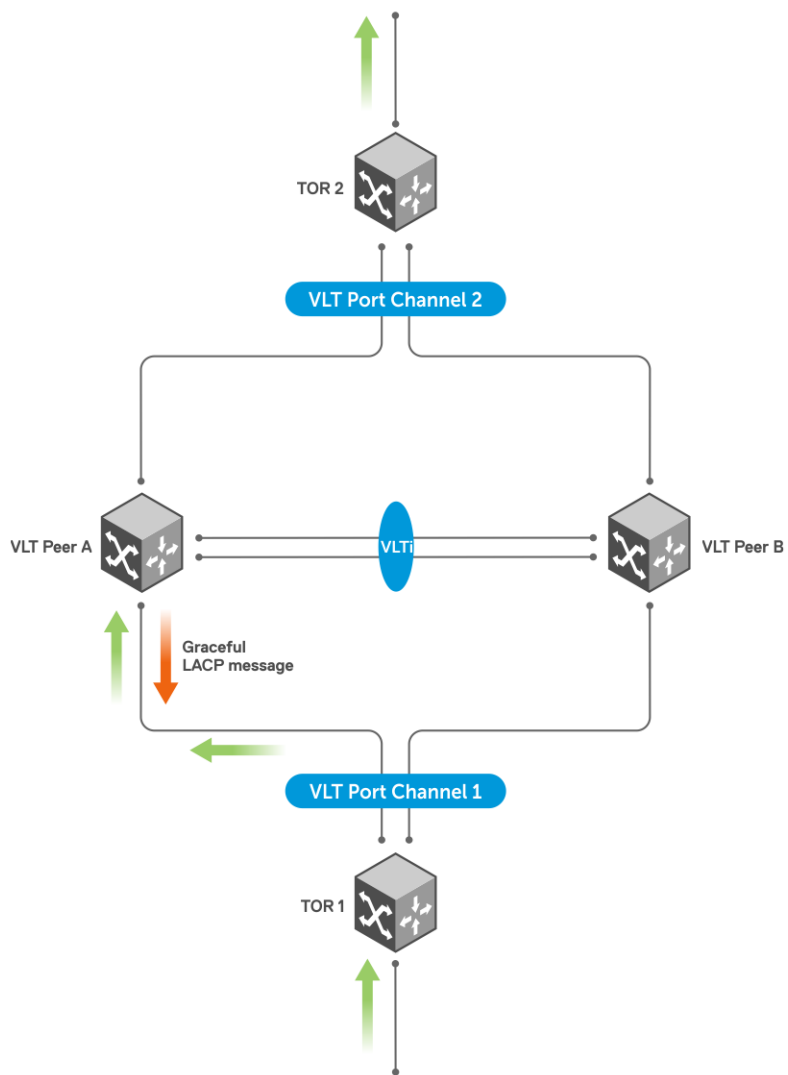 TOR 2
VLT Port Channel 2
VLT Peer A
VLTi
VLT Peer B
Graceful
LACP message
VLT Port Channel 1
TOR 1